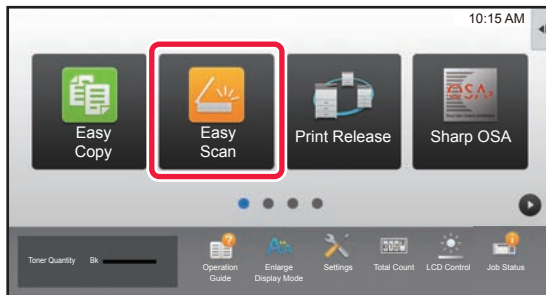 10:15 AM
OSA
Easy
Copy
Easy
Scan
Print Release
Sharp OSA
Toner Quantity Bk
Operation
Guide
Enlarge
Display Mode
Settings
Total Count
LCD Control
Job Status